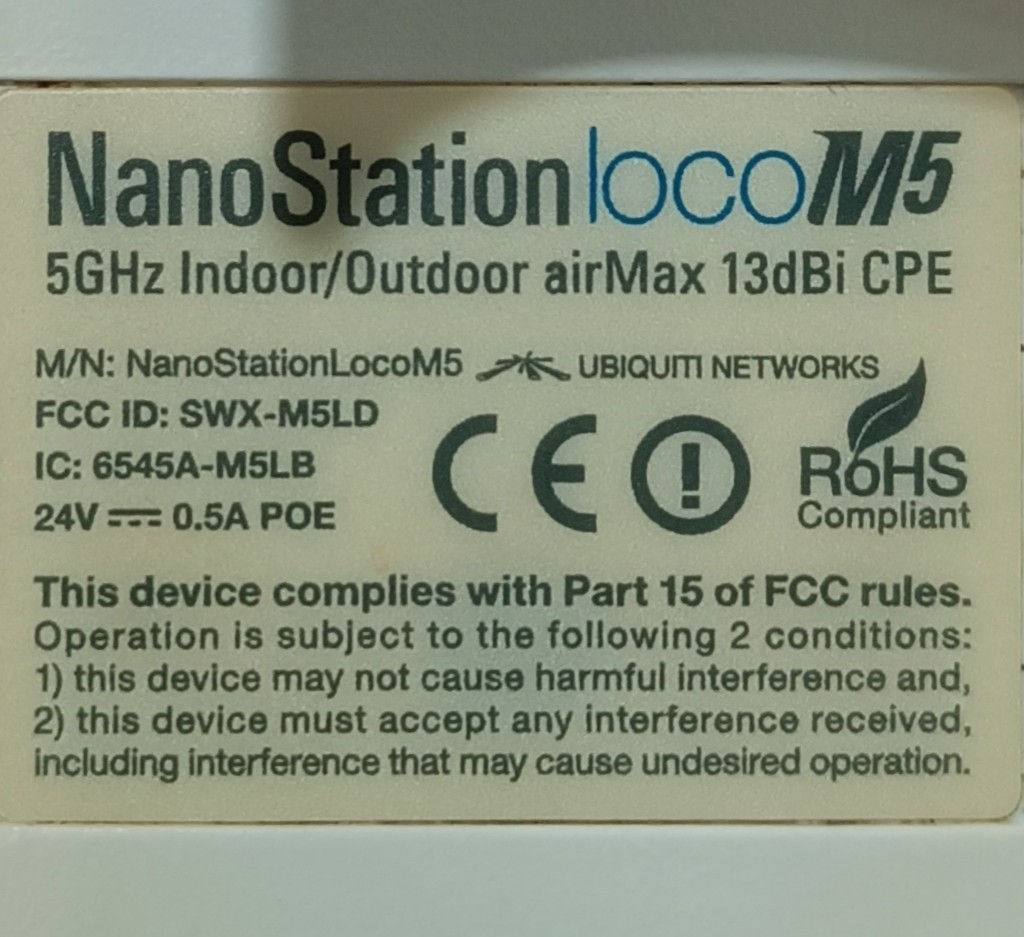 NanoStation locoM5
5GHz Indoor/Outdoor airMax 13dBi CPE
M/N: NanoStationLocoM5 UBIQUITI NETWORKS
FCC ID: SWX-M5LD
IC: 6545A-M5LB
24V ⎓ 0.5A POE
CE
RoHS
Compliant
This device complies with Part 15 of FCC rules.
Operation is subject to the following 2 conditions:
1) this device may not cause harmful interference and,
2) this device must accept any interference received,
including interference that may cause undesired operation.